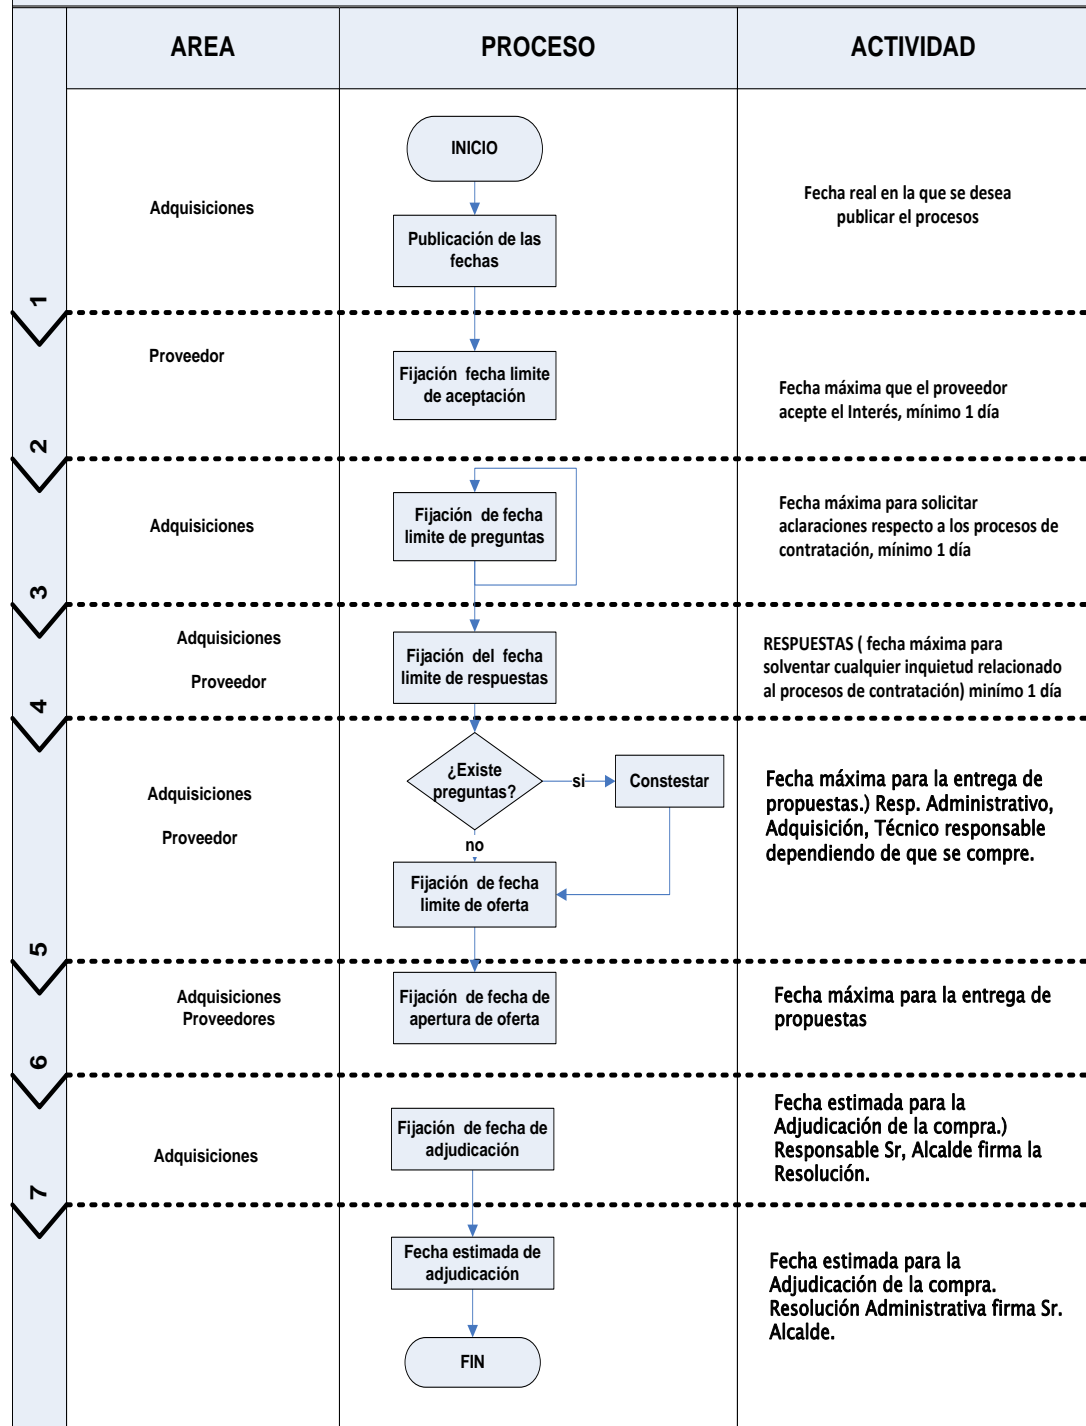 AREA
PROCESO
ACTIVIDAD
INICIO
Adquisiciones
Publicación de las
fechas
Fecha real en la que se desea
publicar el procesos
1
Proveedor
Fijación fecha limite
de aceptación
Fecha máxima que el proveedor
acepte el Interés, mínimo 1 día
2
Adquisiciones
Fijación de fecha
limite de preguntas
Fecha máxima para solicitar
aclaraciones respecto a los procesos de
contratación, mínimo 1 día
3
Adquisiciones
Proveedor
Fijación del fecha
limite de respuestas
RESPUESTAS ( fecha máxima para
solventar cualquier inquietud relacionado
al procesos de contratación) minímo 1 día
4
Adquisiciones
Proveedor
¿Existe
preguntas?
si
Constestar
no
Fijación de fecha
limite de oferta
Fecha máxima para la entrega de
propuestas.) Resp. Administrativo,
Adquisición, Técnico responsable
dependiendo de que se compre.
5
Adquisiciones
Proveedores
Fijación de fecha de
apertura de oferta
Fecha máxima para la entrega de
propuestas
6
Adquisiciones
Fijación de fecha de
adjudicación
Fecha estimada para la
Adjudicación de la compra.)
Responsable Sr, Alcalde firma la
Resolución.
7
Fecha estimada de
adjudicación
FIN
Fecha estimada para la
Adjudicación de la compra.
Resolución Administrativa firma Sr.
Alcalde.